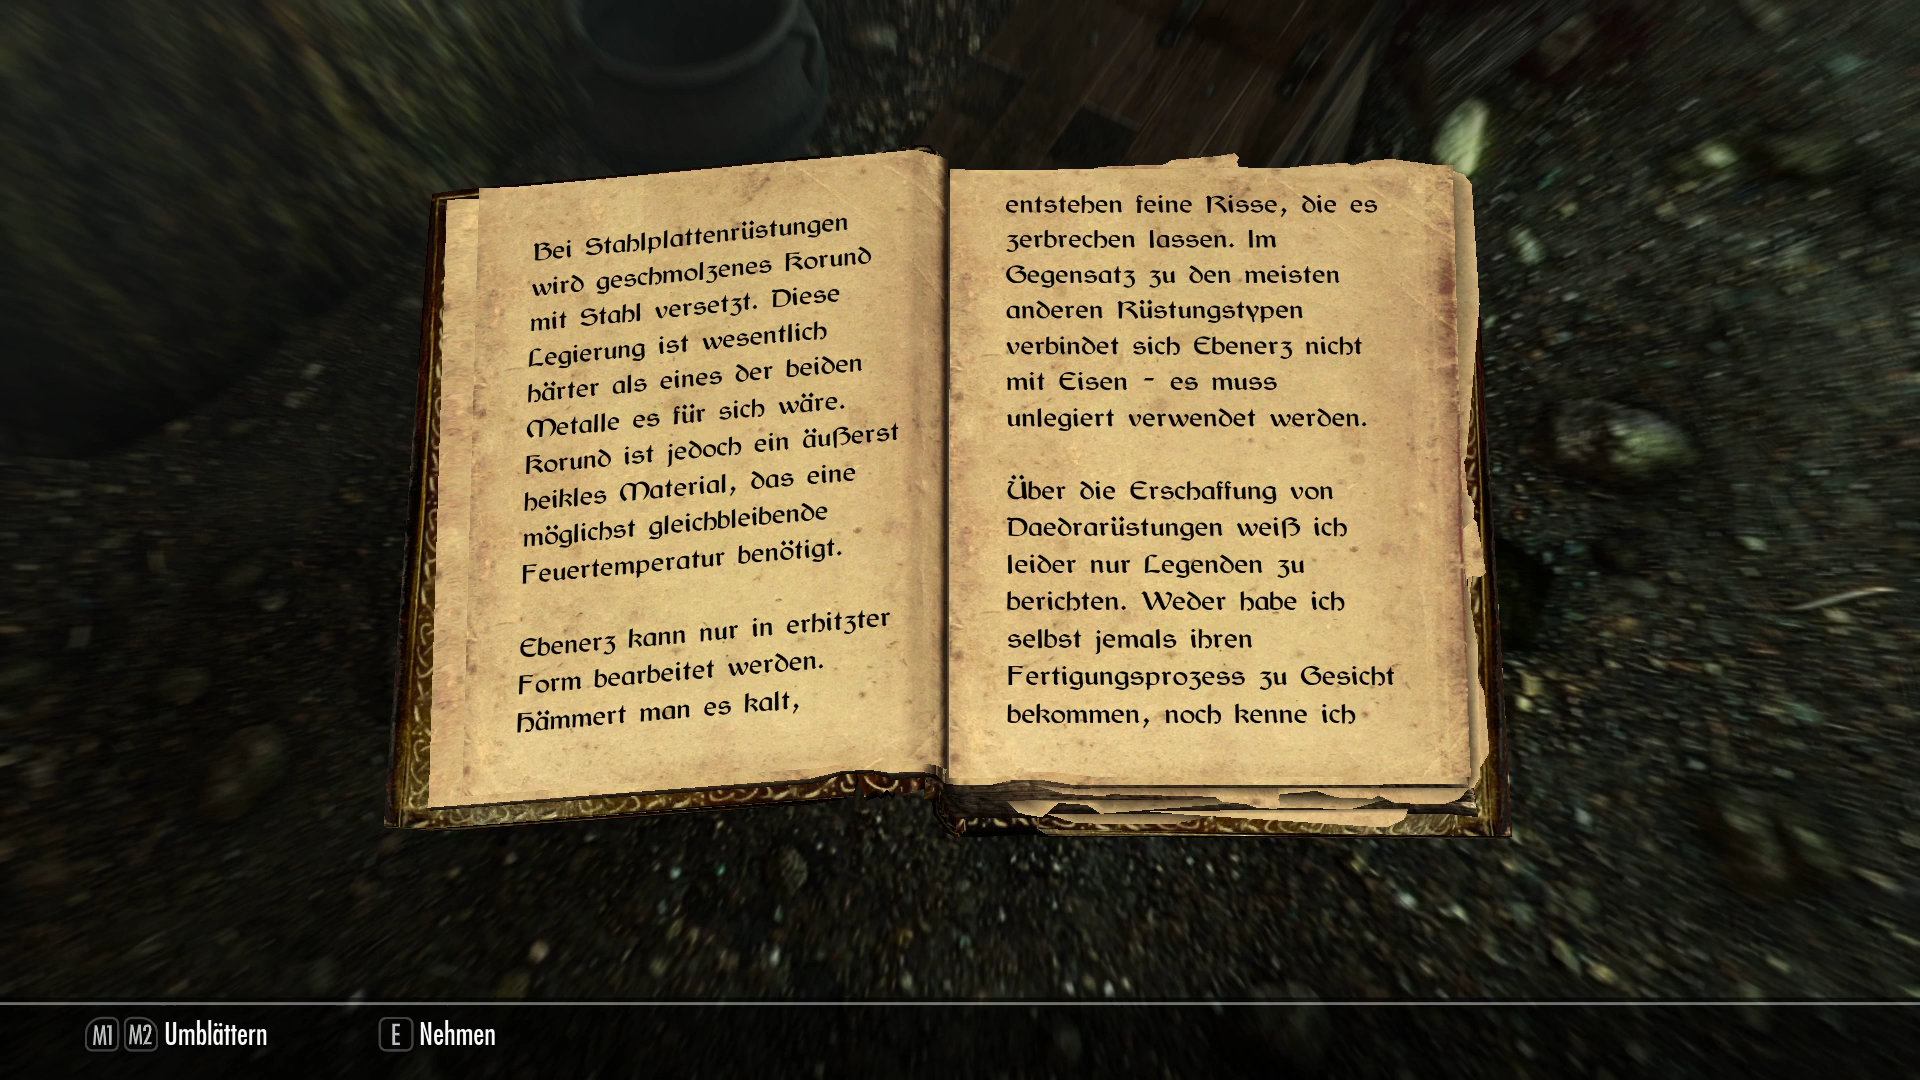 Bei Stahlplattenrüstungen
wird geschmolzenes Korund
mit Stahl versetzt. Diese
Legierung ist wesentlich
härter als eines der beiden
Metalle es für sich wäre.
Korund ist jedoch ein äußerst
heikles Material, das eine
möglichst gleichbleibende
Feuertemperatur benötigt.
Ebenerz kann nur in erhitzter
Form bearbeitet werden.
Hämmert man es kalt,
entstehen feine Risse, die es
zerbrechen lassen. Im
Gegensatz zu den meisten
anderen Rüstungstypen
verbindet sich Ebenerz nicht
mit Eisen - es muss
unlegiert verwendet werden.
Über die Erschaffung von
Daedrarüstungen weiß ich
leider nur Legenden zu
berichten. Weder habe ich
selbst jemals ihren
Fertigungsprozess zu Gesicht
bekommen, noch kenne ich
M1 M2 Umblättern
E Nehmen